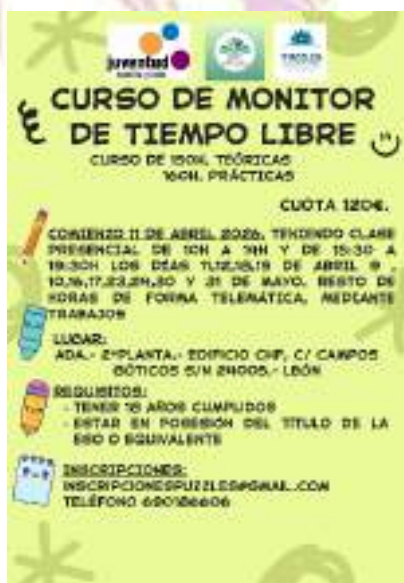 juventud
CURSO DE MONITOR
DE TIEMPO LIBRE
CURSO DE 150H. TEÓRICAS
160H. PRÁCTICAS
CUOTA 120€.
COMIENZO 11 DE ABRIL 2026, TENIENDO CLASE
PRESENCIAL DE 10H A 14H Y DE 15:30 A
19:30H LOS DÍAS 11,12,18,19 DE ABRIL 9 ,
10,16,17,23,24,30 Y 31 DE MAYO. RESTO DE
HORAS DE FORMA TELEMÁTICA, MEDIANTE
TRABAJOS
LUGAR:
ADA.- 2ªPLANTA.- EDIFICIO CHF, C/ CAMPOS
GÓTICOS S/N 24005,- LEÓN
REQUISITOS:
- TENER 18 AÑOS CUMPLIDOS
- ESTAR EN POSESIÓN DEL TÍTULO DE LA
ESO O EQUIVALENTE
INSCRIPCIONES:
INSCRIPCIONESPUZZLES@GMAIL.COM
TELÉFONO 690186606